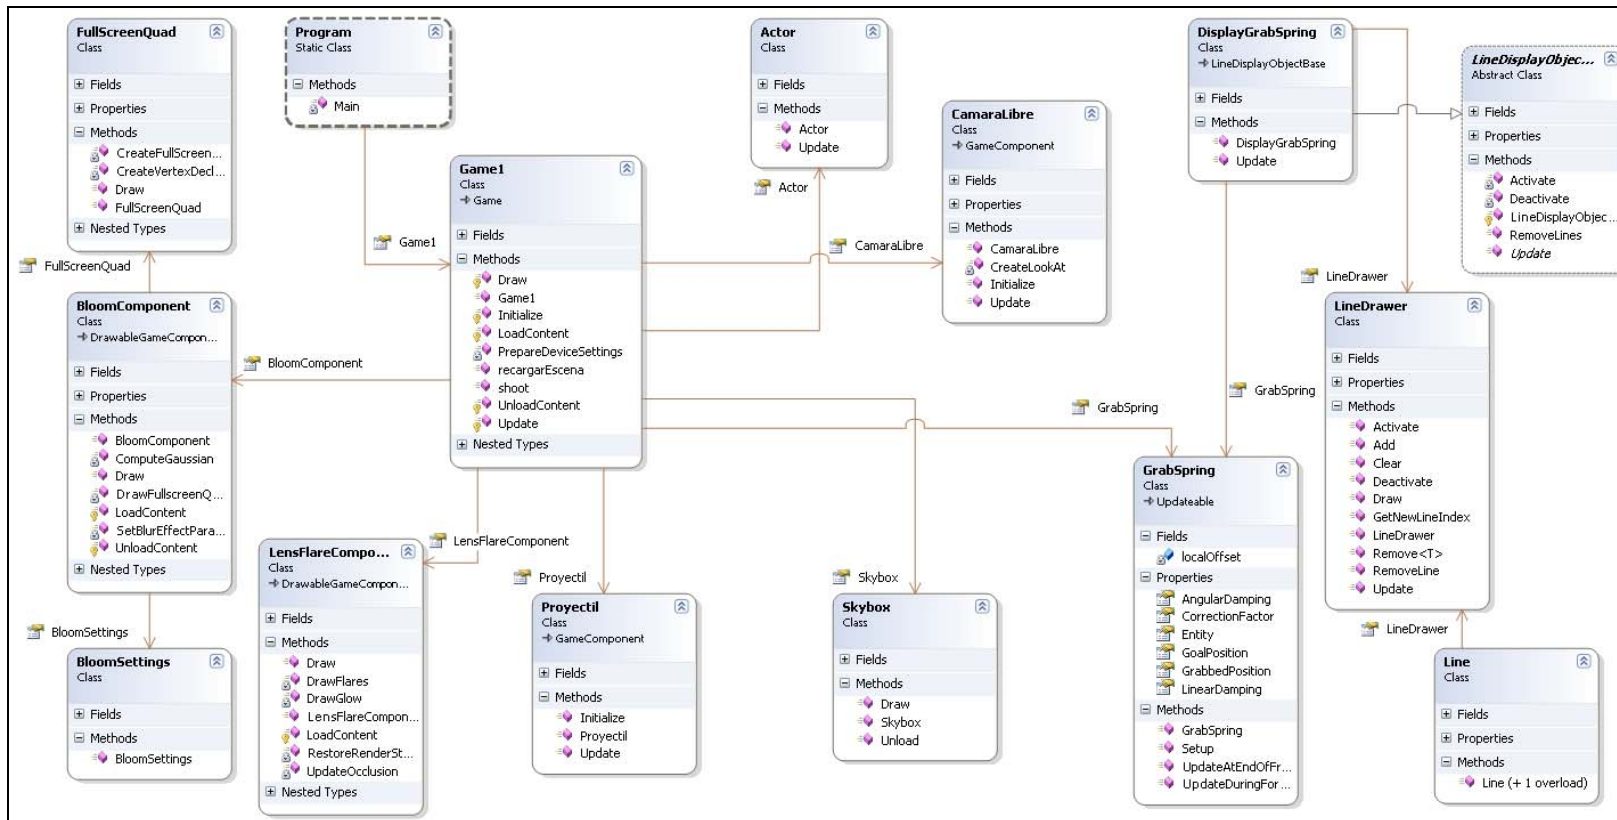 FullScreenQuad
Class
Fields
Properties
Methods
CreateFullScreen...
CreateVertexDecl...
Draw
FullScreenQuad
Nested Types
FullScreenQuad
Program
Static Class
Methods
Main
Game1
BloomComponent
Class
DrawableGameCompon...
Fields
Properties
Methods
BloomComponent
ComputeGaussian
Draw
DrawFullscreenQ...
LoadContent
SetBlurEffectPara...
UnloadContent
Nested Types
BloomComponent
BloomSettings
BloomSettings
Class
Fields
Methods
BloomSettings
Game1
Class
Game
Fields
Methods
Draw
Game1
Initialize
LoadContent
PrepareDeviceSettings
recargarEscena
shoot
UnloadContent
Update
Nested Types
LensFlareComponent
LensFlareCompo...
Class
DrawableGameCompon...
Fields
Methods
Draw
DrawFlares
DrawGlow
LensFlareCompon...
LoadContent
RestoreRenderSt...
UpdateOcclusion
Nested Types
Proyectil
Proyectil
Class
GameComponent
Fields
Methods
Initialize
Proyectil
Update
Actor
Class
Fields
Methods
Actor
Update
Actor
CamaraLibre
CamaraLibre
Class
GameComponent
Fields
Properties
Methods
CamaraLibre
CreateLookAt
Initialize
Update
Skybox
Skybox
Class
Fields
Methods
Draw
Skybox
Unload
DisplayGrabSpring
Class
LineDisplayObjectBase
Fields
Methods
DisplayGrabSpring
Update
LineDisplayObjec...
Abstract Class
Fields
Properties
Methods
Activate
Deactivate
LineDisplayObjec...
RemoveLines
Update
LineDrawer
GrabSpring
GrabSpring
GrabSpring
Class
Updateable
Fields
localOffset
Properties
AngularDamping
CorrectionFactor
Entity
GoalPosition
GrabbedPosition
LinearDamping
Methods
GrabSpring
Setup
UpdateAtEndOfFr...
UpdateDuringFor...
LineDrawer
Class
Fields
Properties
Methods
Activate
Add
Clear
Deactivate
Draw
GetNewLineIndex
LineDrawer
Remove<T>
RemoveLine
Update
LineDrawer
Line
Class
Fields
Properties
Methods
Line (+ 1 overload)